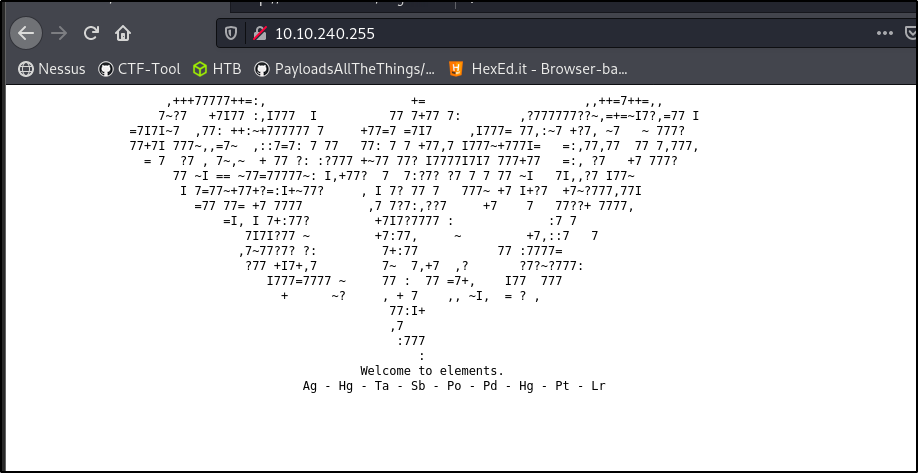 10.10.240.255
Nessus CTF-Tool HTB PayloadsAllTheThings/... HexEd.it - Browser-ba...
,+++77777++=:, += ,,++=7++=,,
7~?7 +7I77 :,I777 I 77 7+77 7: ,?777777??~,=+=~I7?,=77 I
=7I7I~7 ,77: ++:~+777777 7 +77=7 =7I7 ,I777= 77,:~7 +?7, ~7 ~ 777?
77+7I 777~,,=7~ ,::7=7: 7 77 77: 7 7 +77,7 I777~+777I= =:,77,77 77 7,777,
= 7 ?7 , 7~,~ + 77 ?: :?777 +~77 77? I7777I7I7 777+77 =:, ?7 +7 777?
77 ~I == ~77=77777~: I,+77? 7 7:?7? ?7 7 7 77 ~I 7I,,?7 I77~
I 7=77~+77+?=:I+~77? , I 7? 77 7 777~ +7 I+?7 +7~?777,77I
=77 77= +7 7777 ,7 7?7:,??7 +7 7 77??+ 7777,
=I, I 7+:77? +7I7?7777 : :7 7
7I7I?77 ~ +7:77, ~ +7,::7 7
,7~77?7? ?: 7+:77 77 :7777=
?77 +I7+,7 7~ 7,+7 ,? ?7?~?777:
I777=7777 ~ 77 : 77 =7+, I77 777
+ ~? , + 7 ,, ~I, = ? ,
77:I+
,7
:777
:
Welcome to elements.
Ag - Hg - Ta - Sb - Po - Pd - Hg - Pt - Lr